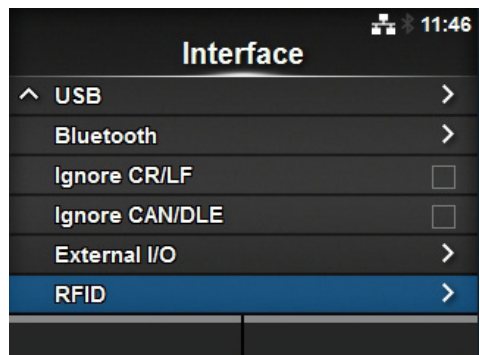 11:46
Interface
USB
Bluetooth
Ignore CR/LF
Ignore CAN/DLE
External I/O
RFID